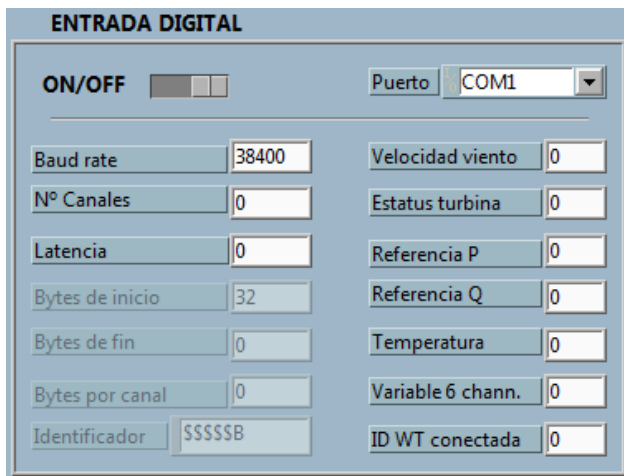 ENTRADA DIGITAL
ON/OFF
Puerto COM1
Baud rate 38400
Nº Canales 0
Latencia 0
Bytes de inicio 32
Bytes de fin 0
Bytes por canal 0
Identificador $$$$$B
Velocidad viento 0
Estatus turbina 0
Referencia P 0
Referencia Q 0
Temperatura 0
Variable 6 chann. 0
ID WT conectada 0